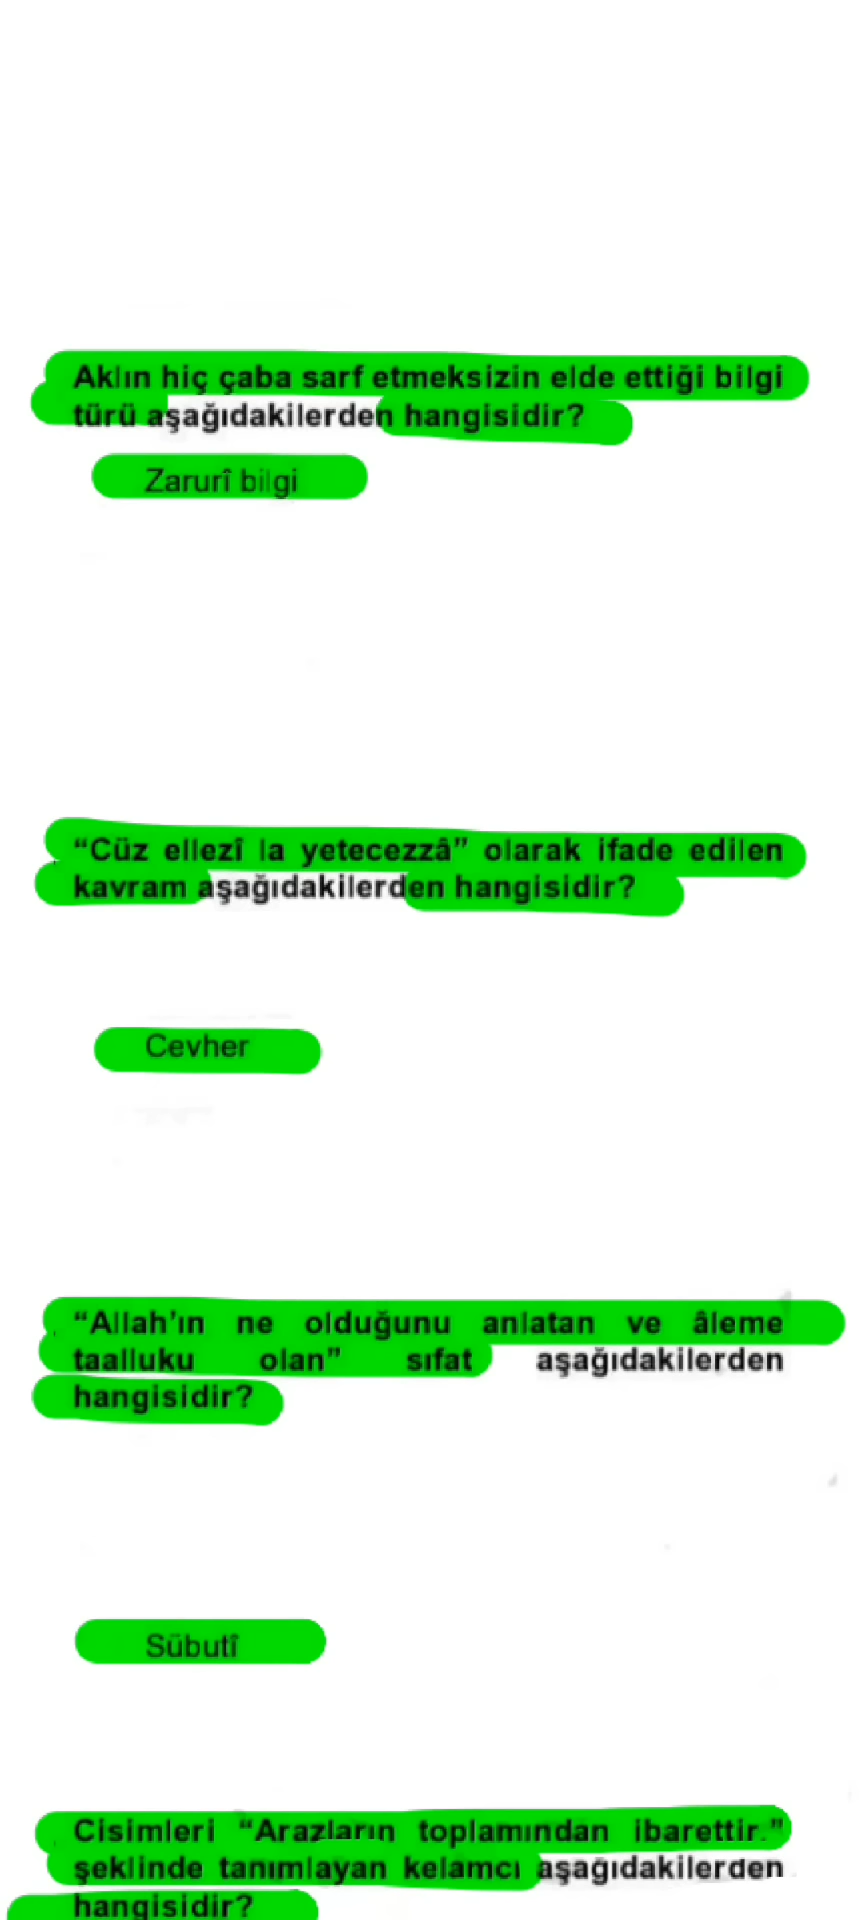 Aklın hiç çaba sarf etmeksizin elde ettiği bilgi
türü aşağıdakilerden hangisidir?
Zarurî bilgi
“Cüz ellezî la yetecezzâ” olarak ifade edilen
kavram aşağıdakilerden hangisidir?
Cevher
“Allah’ın ne olduğunu anlatan ve âleme
taalluku olan” sıfat aşağıdakilerden
hangisidir?
Sübutî
Cisimleri “Arazların toplamından ibarettir.”
şeklinde tanımlayan kelamcı aşağıdakilerden
hangisidir?